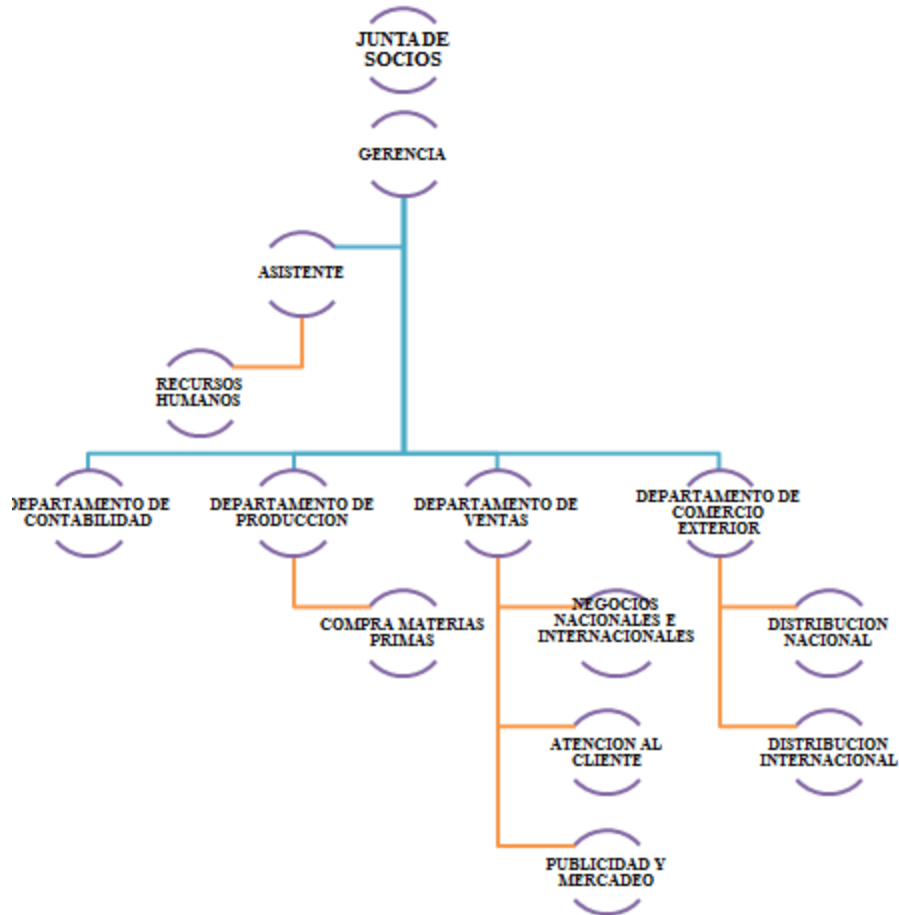 JUNTA DE
SOCIOS
GERENCIA
ASISTENTE
RECURSOS
HUMANOS
DEPARTAMENTO DE
CONTABILIDAD
DEPARTAMENTO DE
PRODUCCION
DEPARTAMENTO DE
VENTAS
DEPARTAMENTO DE
COMERCIO
EXTERIOR
COMPRA MATERIAS
PRIMAS
NEGOCIOS
NACIONALES E
INTERNACIONALES
DISTRIBUCION
NACIONAL
ATENCION AL
CLIENTE
DISTRIBUCION
INTERNACIONAL
PUBLICIDAD Y
MERCADEO